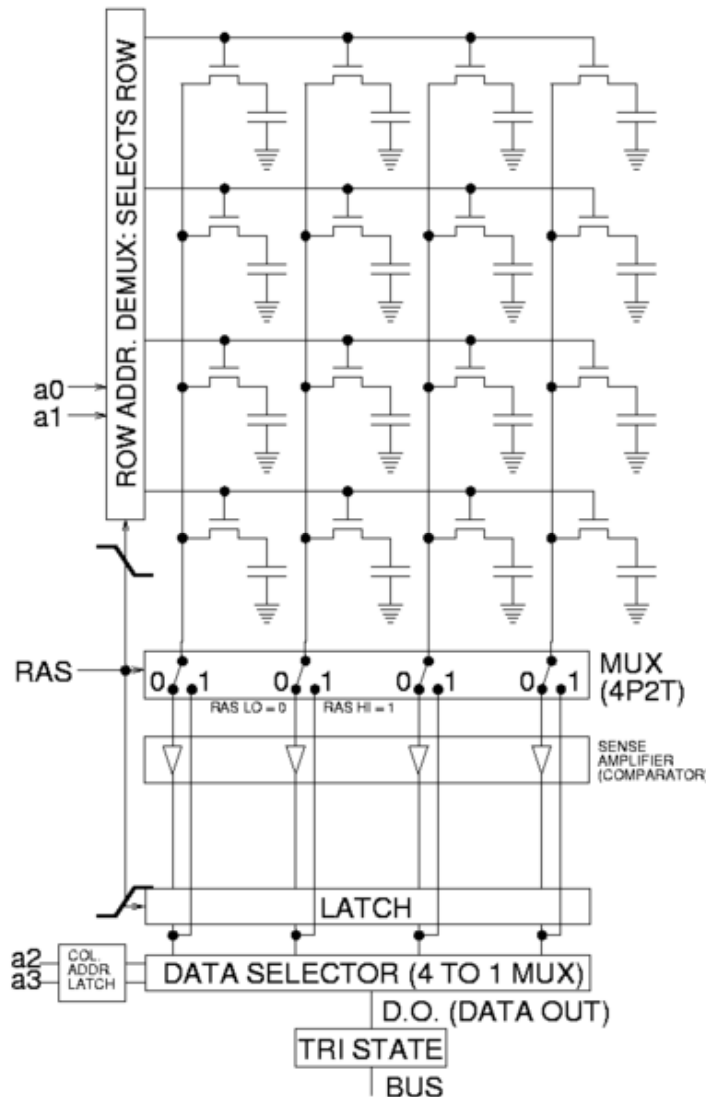 ROW ADDR. DEMUX: SELECTS ROW
a0
a1
RAS
MUX
(4P2T)
0 1 0 1 0 1 0 1
RAS LO = 0 RAS HI = 1
SENSE
AMPLIFIER
(COMPARATOR)
LATCH
a2
a3
COL.
ADDR.
LATCH
DATA SELECTOR (4 TO 1 MUX)
D.O. (DATA OUT)
TRI STATE
BUS